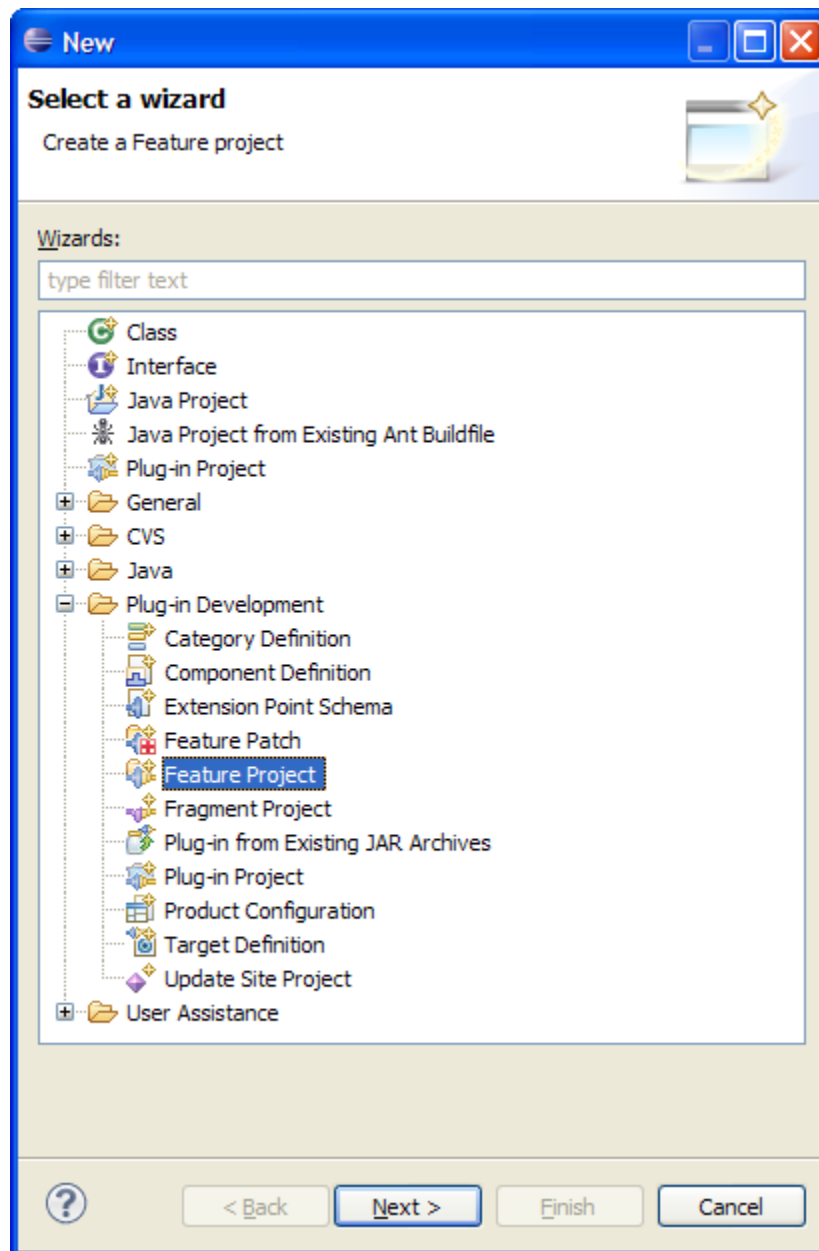 New
Select a wizard
Create a Feature project
Wizards:
type filter text
Class
Interface
Java Project
Java Project from Existing Ant Buildfile
Plug-in Project
General
CVS
Java
Plug-in Development
Category Definition
Component Definition
Extension Point Schema
Feature Patch
Feature Project
Fragment Project
Plug-in from Existing JAR Archives
Plug-in Project
Product Configuration
Target Definition
Update Site Project
User Assistance
< Back Next > Finish Cancel